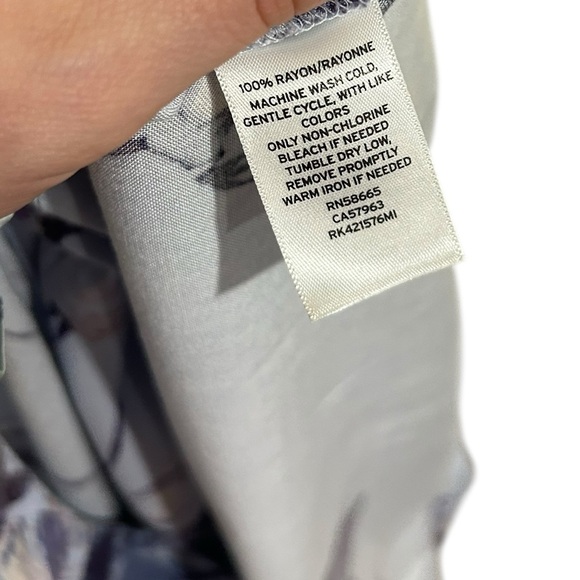 100% RAYON/RAYONNE
MACHINE WASH COLD,
GENTLE CYCLE, WITH LIKE
COLORS
ONLY NON-CHLORINE
BLEACH IF NEEDED
TUMBLE DRY LOW,
REMOVE PROMPTLY
WARM IRON IF NEEDED
RN58665
CA57963
RK421576MI